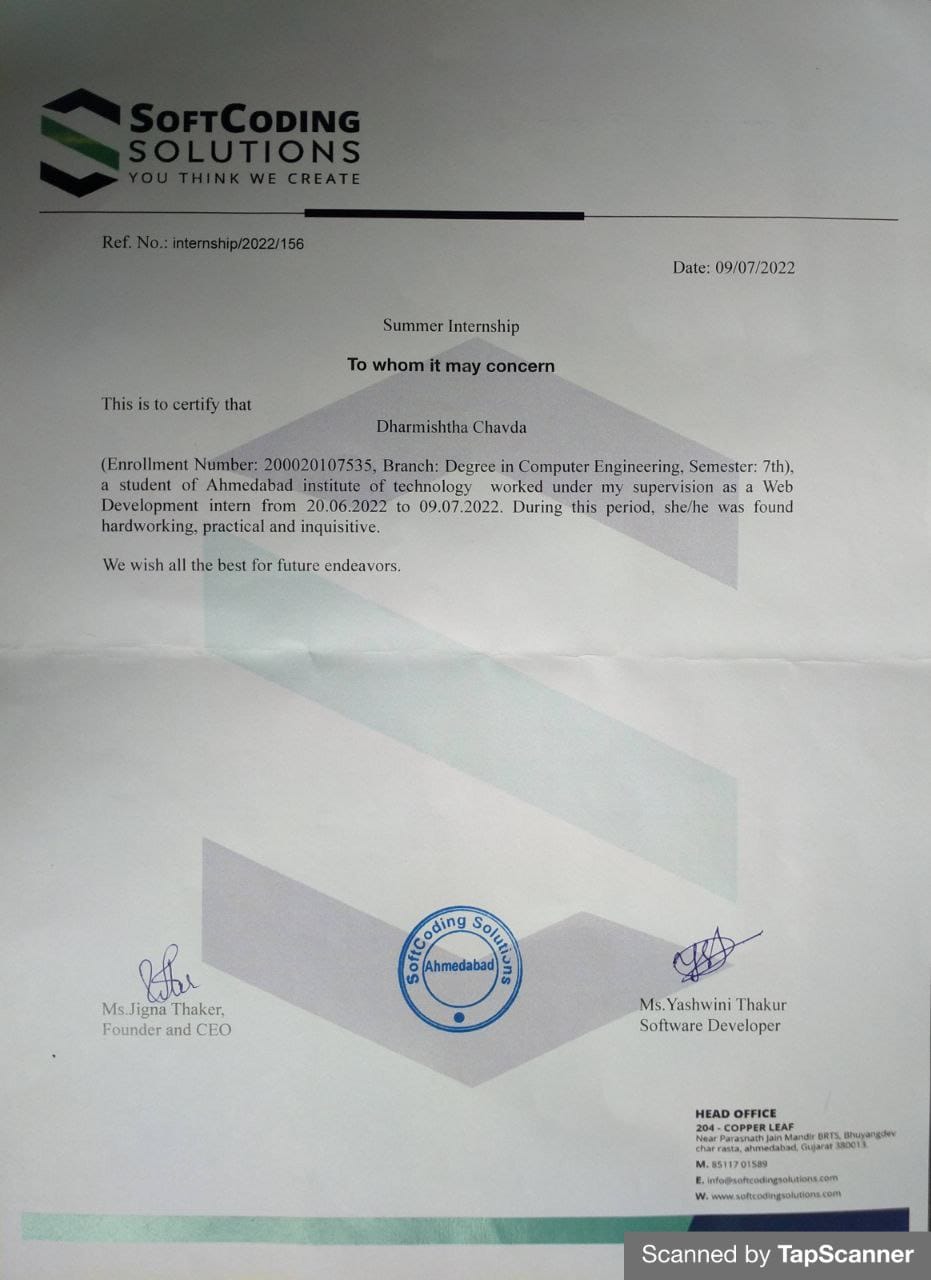 SOFTCODING
SOLUTIONS
YOU THINK WE CREATE
Ref. No.: internship/2022/156
Date: 09/07/2022
Summer Internship
To whom it may concern
This is to certify that
Dharmishtha Chavda
(Enrollment Number: 200020107535, Branch: Degree in Computer Engineering, Semester: 7th),
a student of Ahmedabad institute of technology worked under my supervision as a Web
Development intern from 20.06.2022 to 09.07.2022. During this period, she/he was found
hardworking, practical and inquisitive.
We wish all the best for future endeavors.
SoftCoding Solutions
Ahmedabad
Ms.Jigna Thaker,
Founder and CEO
Ms.Yashwini Thakur
Software Developer
HEAD OFFICE
204 - COPPER LEAF
Near Parasnath Jain Mandir BRTS, Bhuyangdev
char rasta, ahmedabad, Gujarat 380013.
M. 85117 01589
E. info@softcodingsolutions.com
W. www.softcodingsolutions.com
Scanned by TapScanner